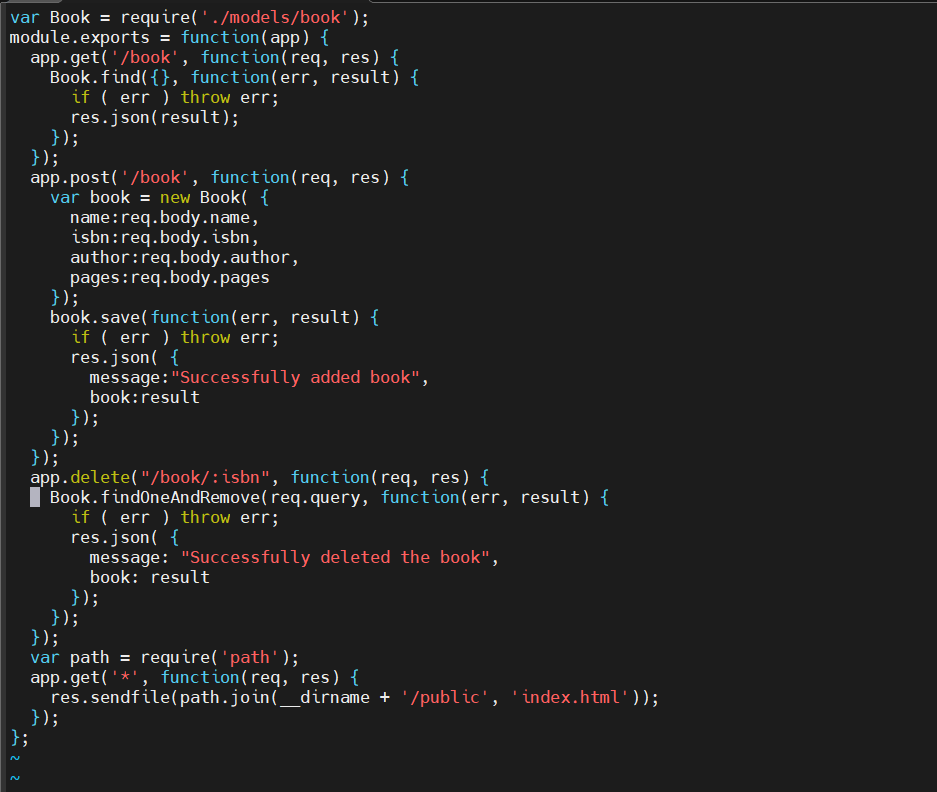 var Book = require('./models/book');
module.exports = function(app) {
  app.get('/book', function(req, res) {
    Book.find({}, function(err, result) {
      if ( err ) throw err;
      res.json(result);
    });
  });
  app.post('/book', function(req, res) {
    var book = new Book( {
      name:req.body.name,
      isbn:req.body.isbn,
      author:req.body.author,
      pages:req.body.pages
    });
    book.save(function(err, result) {
      if ( err ) throw err;
      res.json( {
        message:"Successfully added book",
        book:result
      });
    });
  });
  app.delete("/book/:isbn", function(req, res) {
    Book.findOneAndRemove(req.query, function(err, result) {
      if ( err ) throw err;
      res.json( {
        message: "Successfully deleted the book",
        book: result
      });
    });
  });
  var path = require('path');
  app.get('*', function(req, res) {
    res.sendfile(path.join(__dirname + '/public', 'index.html'));
  });
};
~
~